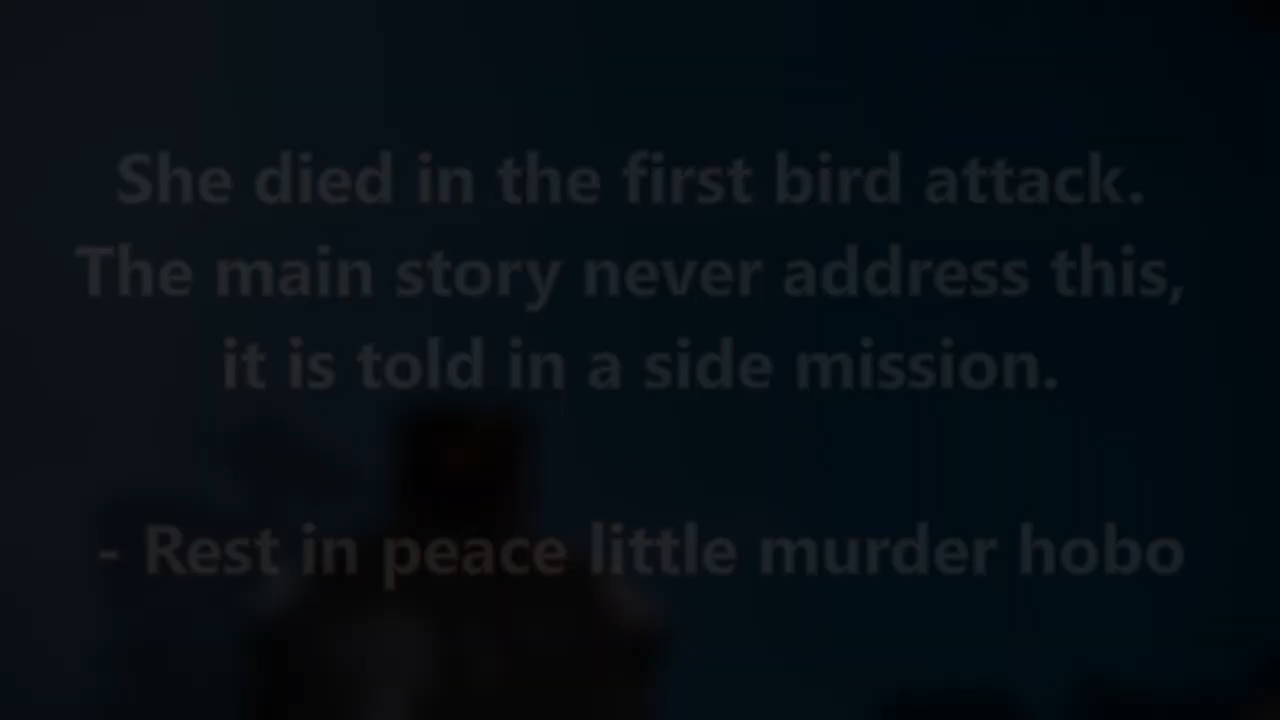 She died in the first bird attack.
The main story never address this,
it is told in a side mission.
- Rest in peace little murder hobo